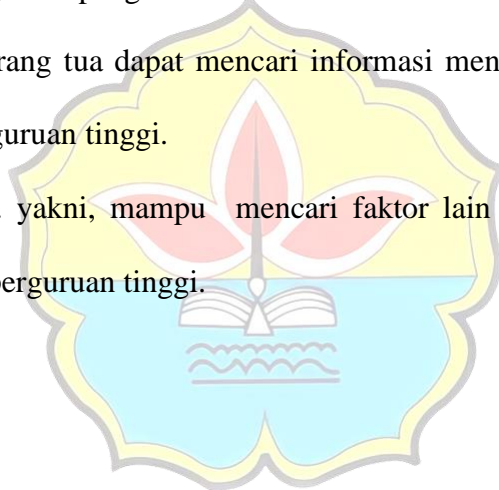 rang tua dapat mencari informasi men
guruan tinggi.
yakni, mampu mencari faktor lain
perguruan tinggi.